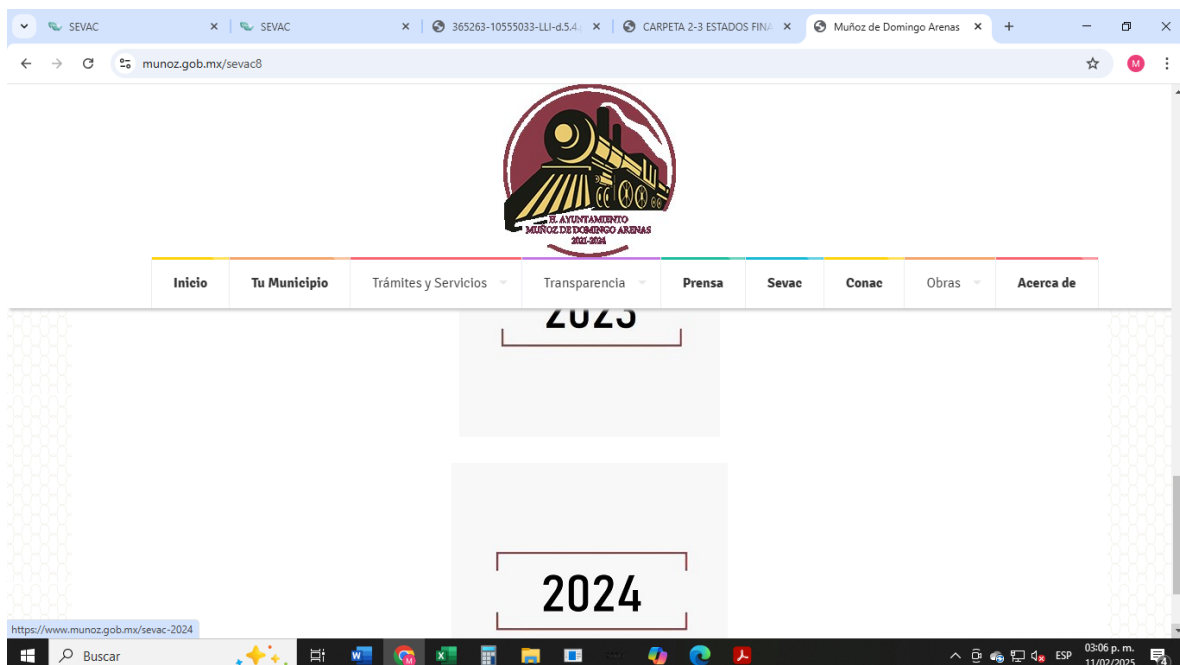 SEVAC
SEVAC
365263-10555033-LLI-d.5.4.
CARPETA 2-3 ESTADOS FINA
Muñoz de Domingo Arenas
munoz.gob.mx/sevac8
M
H. AYUNTAMIENTO
MUÑOZ DE DOMINGO ARENAS
2021-2024
Inicio
Tu Municipio
Trámites y Servicios
Transparencia
Prensa
Sevac
Conac
Obras
Acerca de
2023
2024
https://www.munoz.gob.mx/sevac-2024
Buscar
ESP
03:06 p. m.
11/02/2025
4